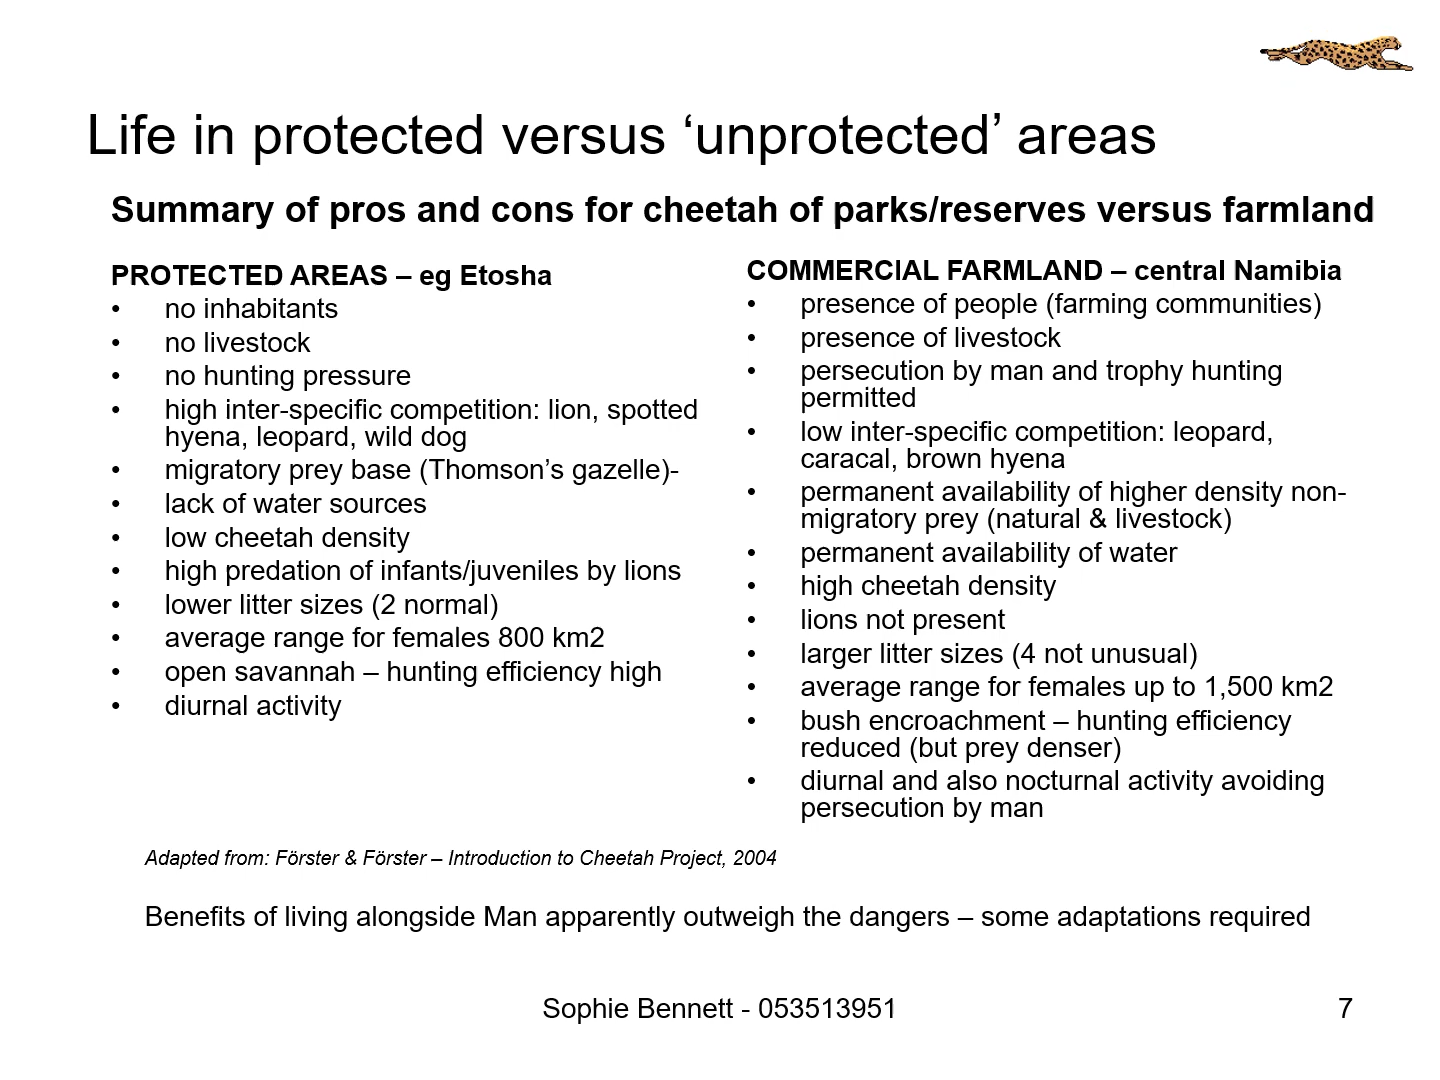 Life in protected versus ‘unprotected’ areas
Summary of pros and cons for cheetah of parks/reserves versus farmland
PROTECTED AREAS – eg Etosha
• no inhabitants
• no livestock
• no hunting pressure
• high inter-specific competition: lion, spotted
hyena, leopard, wild dog
• migratory prey base (Thomson’s gazelle)-
• lack of water sources
• low cheetah density
• high predation of infants/juveniles by lions
• lower litter sizes (2 normal)
• average range for females 800 km2
• open savannah – hunting efficiency high
• diurnal activity
COMMERCIAL FARMLAND – central Namibia
• presence of people (farming communities)
• presence of livestock
• persecution by man and trophy hunting
permitted
• low inter-specific competition: leopard,
caracal, brown hyena
• permanent availability of higher density non-
migratory prey (natural & livestock)
• permanent availability of water
• high cheetah density
• lions not present
• larger litter sizes (4 not unusual)
• average range for females up to 1,500 km2
• bush encroachment – hunting efficiency
reduced (but prey denser)
• diurnal and also nocturnal activity avoiding
persecution by man
Adapted from: Förster & Förster – Introduction to Cheetah Project, 2004
Benefits of living alongside Man apparently outweigh the dangers – some adaptations required
Sophie Bennett - 053513951
7